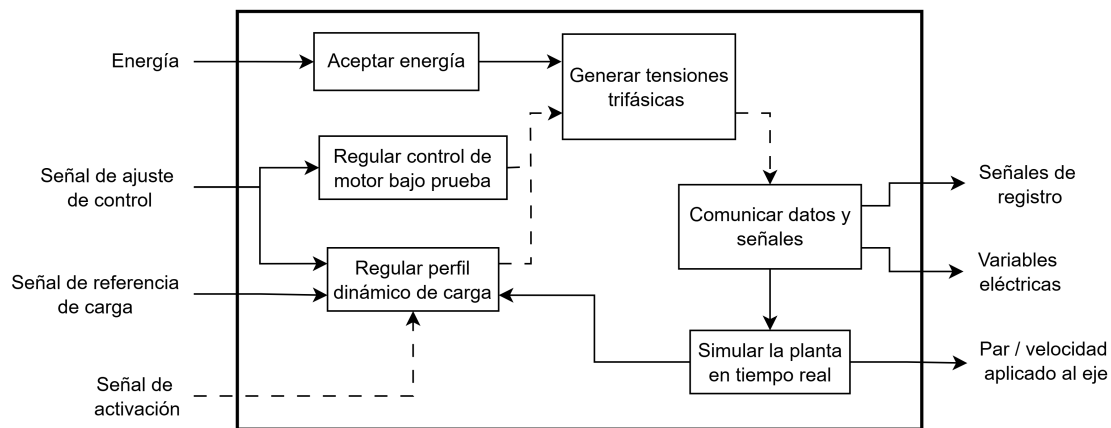 Energía
Aceptar energía
Generar tensiones
trifásicas
Señal de ajuste
de control
Regular control de
motor bajo prueba
Comunicar datos y
señales
Señales de
registro
Variables
eléctricas
Señal de referencia
de carga
Regular perfil
dinámico de carga
Simular la planta
en tiempo real
Par / velocidad
aplicado al eje
Señal de
activación